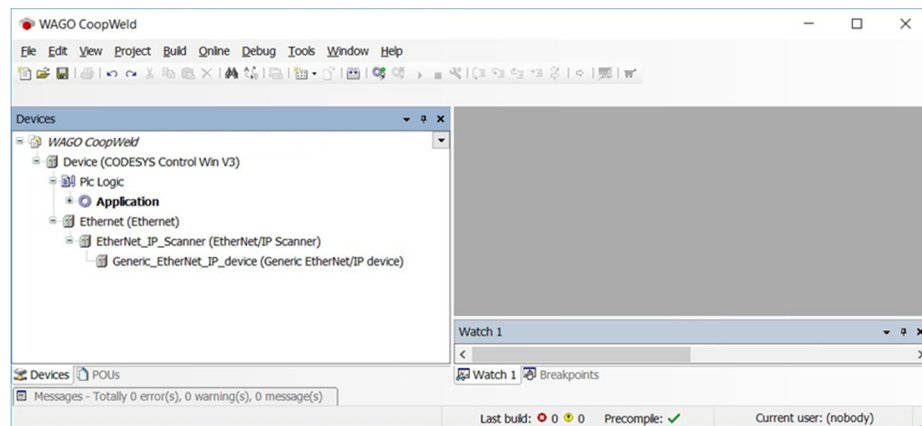 WAGO CoopWeld
File Edit View Project Build Online Debug Tools Window Help
Devices
WAGO CoopWeld
Device (CODESYS Control Win V3)
Plc Logic
Application
Ethernet (Ethernet)
EtherNet_IP_Scanner (EtherNet/IP Scanner)
Generic_EtherNet_IP_device (Generic EtherNet/IP device)
Watch 1
Devices POUs
Watch 1 Breakpoints
Messages - Totally 0 error(s), 0 warning(s), 0 message(s)
Last build: 0 0 Precompile: Current user: (nobody)